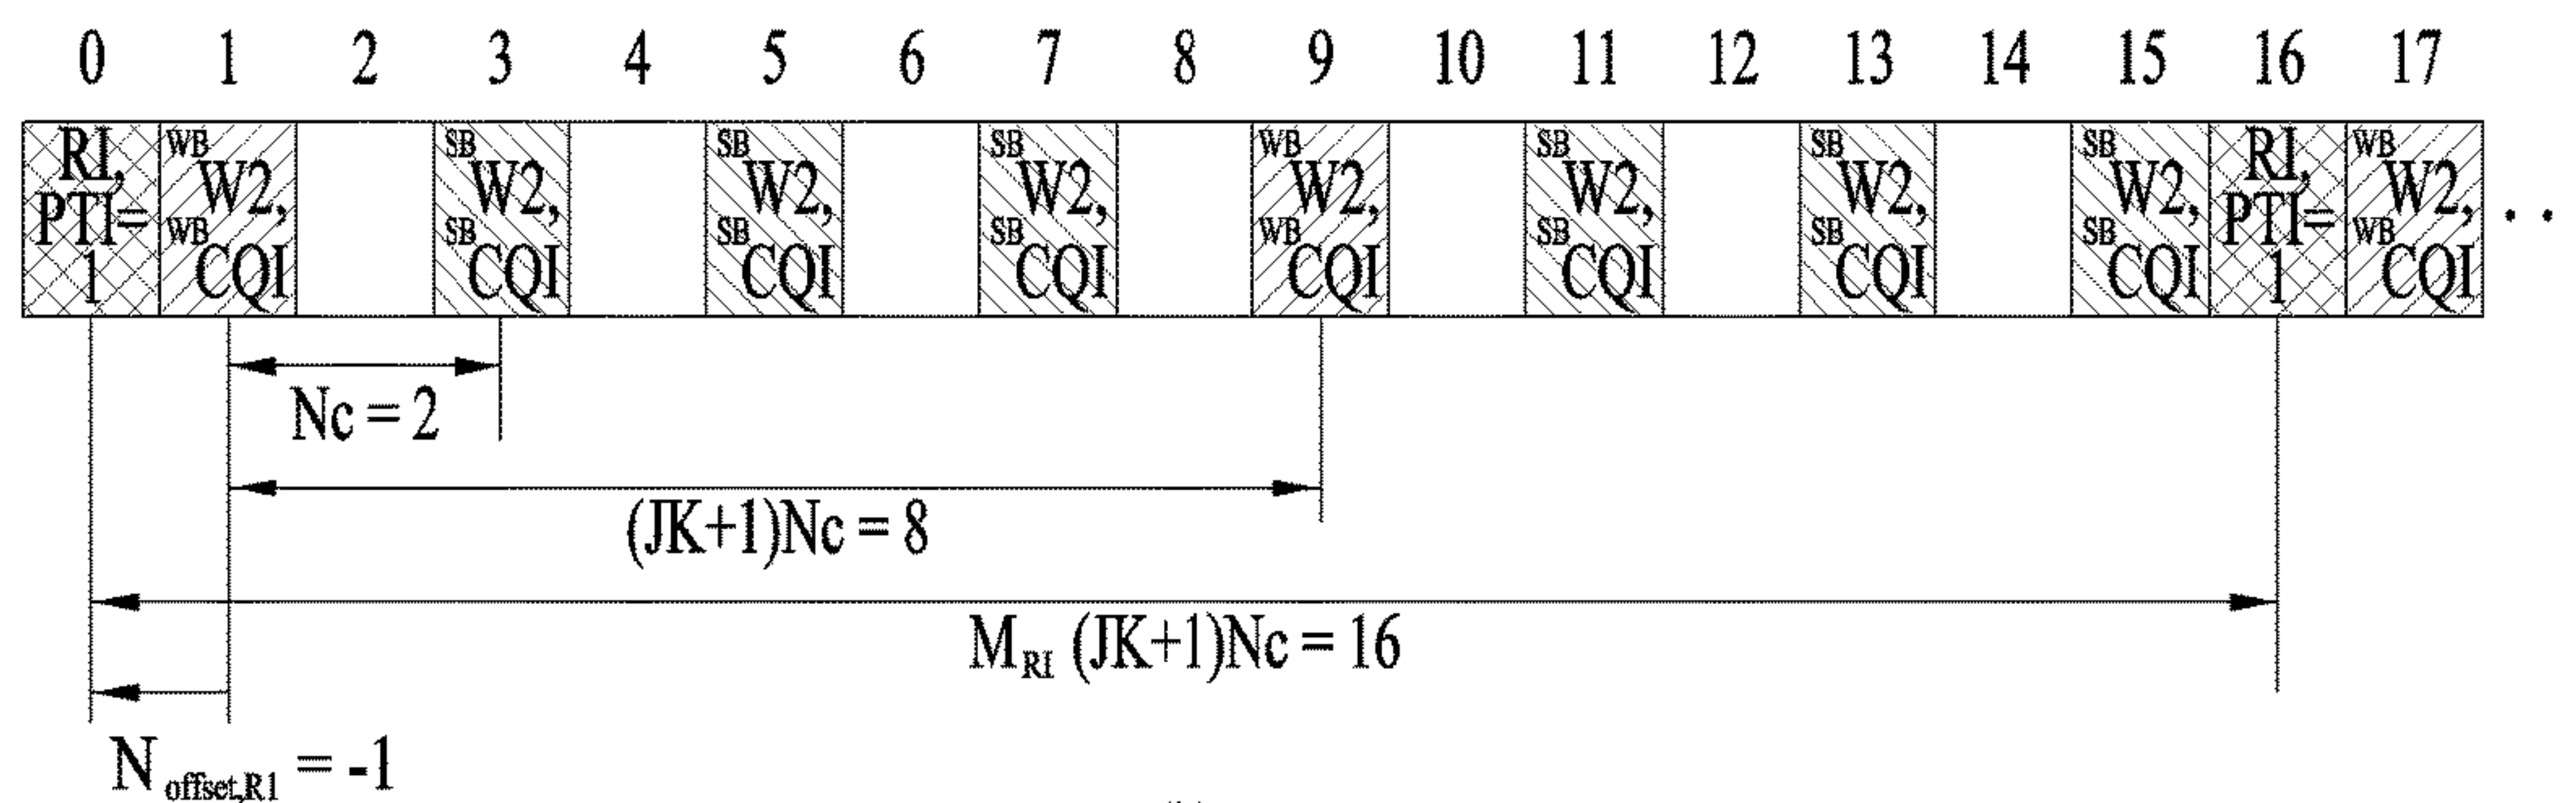 0 1 2 3 4 5 6 7 8 9 10 11 12 13 14 15 16 17
RI, PTI= 1
WB W2, WB CQI
SB W2, SB CQI
SB W2, SB CQI
SB W2, SB CQI
WB W2, WB CQI
SB W2, SB CQI
SB W2, SB CQI
SB W2, SB CQI
RI, PTI= 1
WB W2, WB CQI
. .
Nc = 2
(JK+1)Nc = 8
M_RI (JK+1)Nc = 16
N_offset,R1 = -1